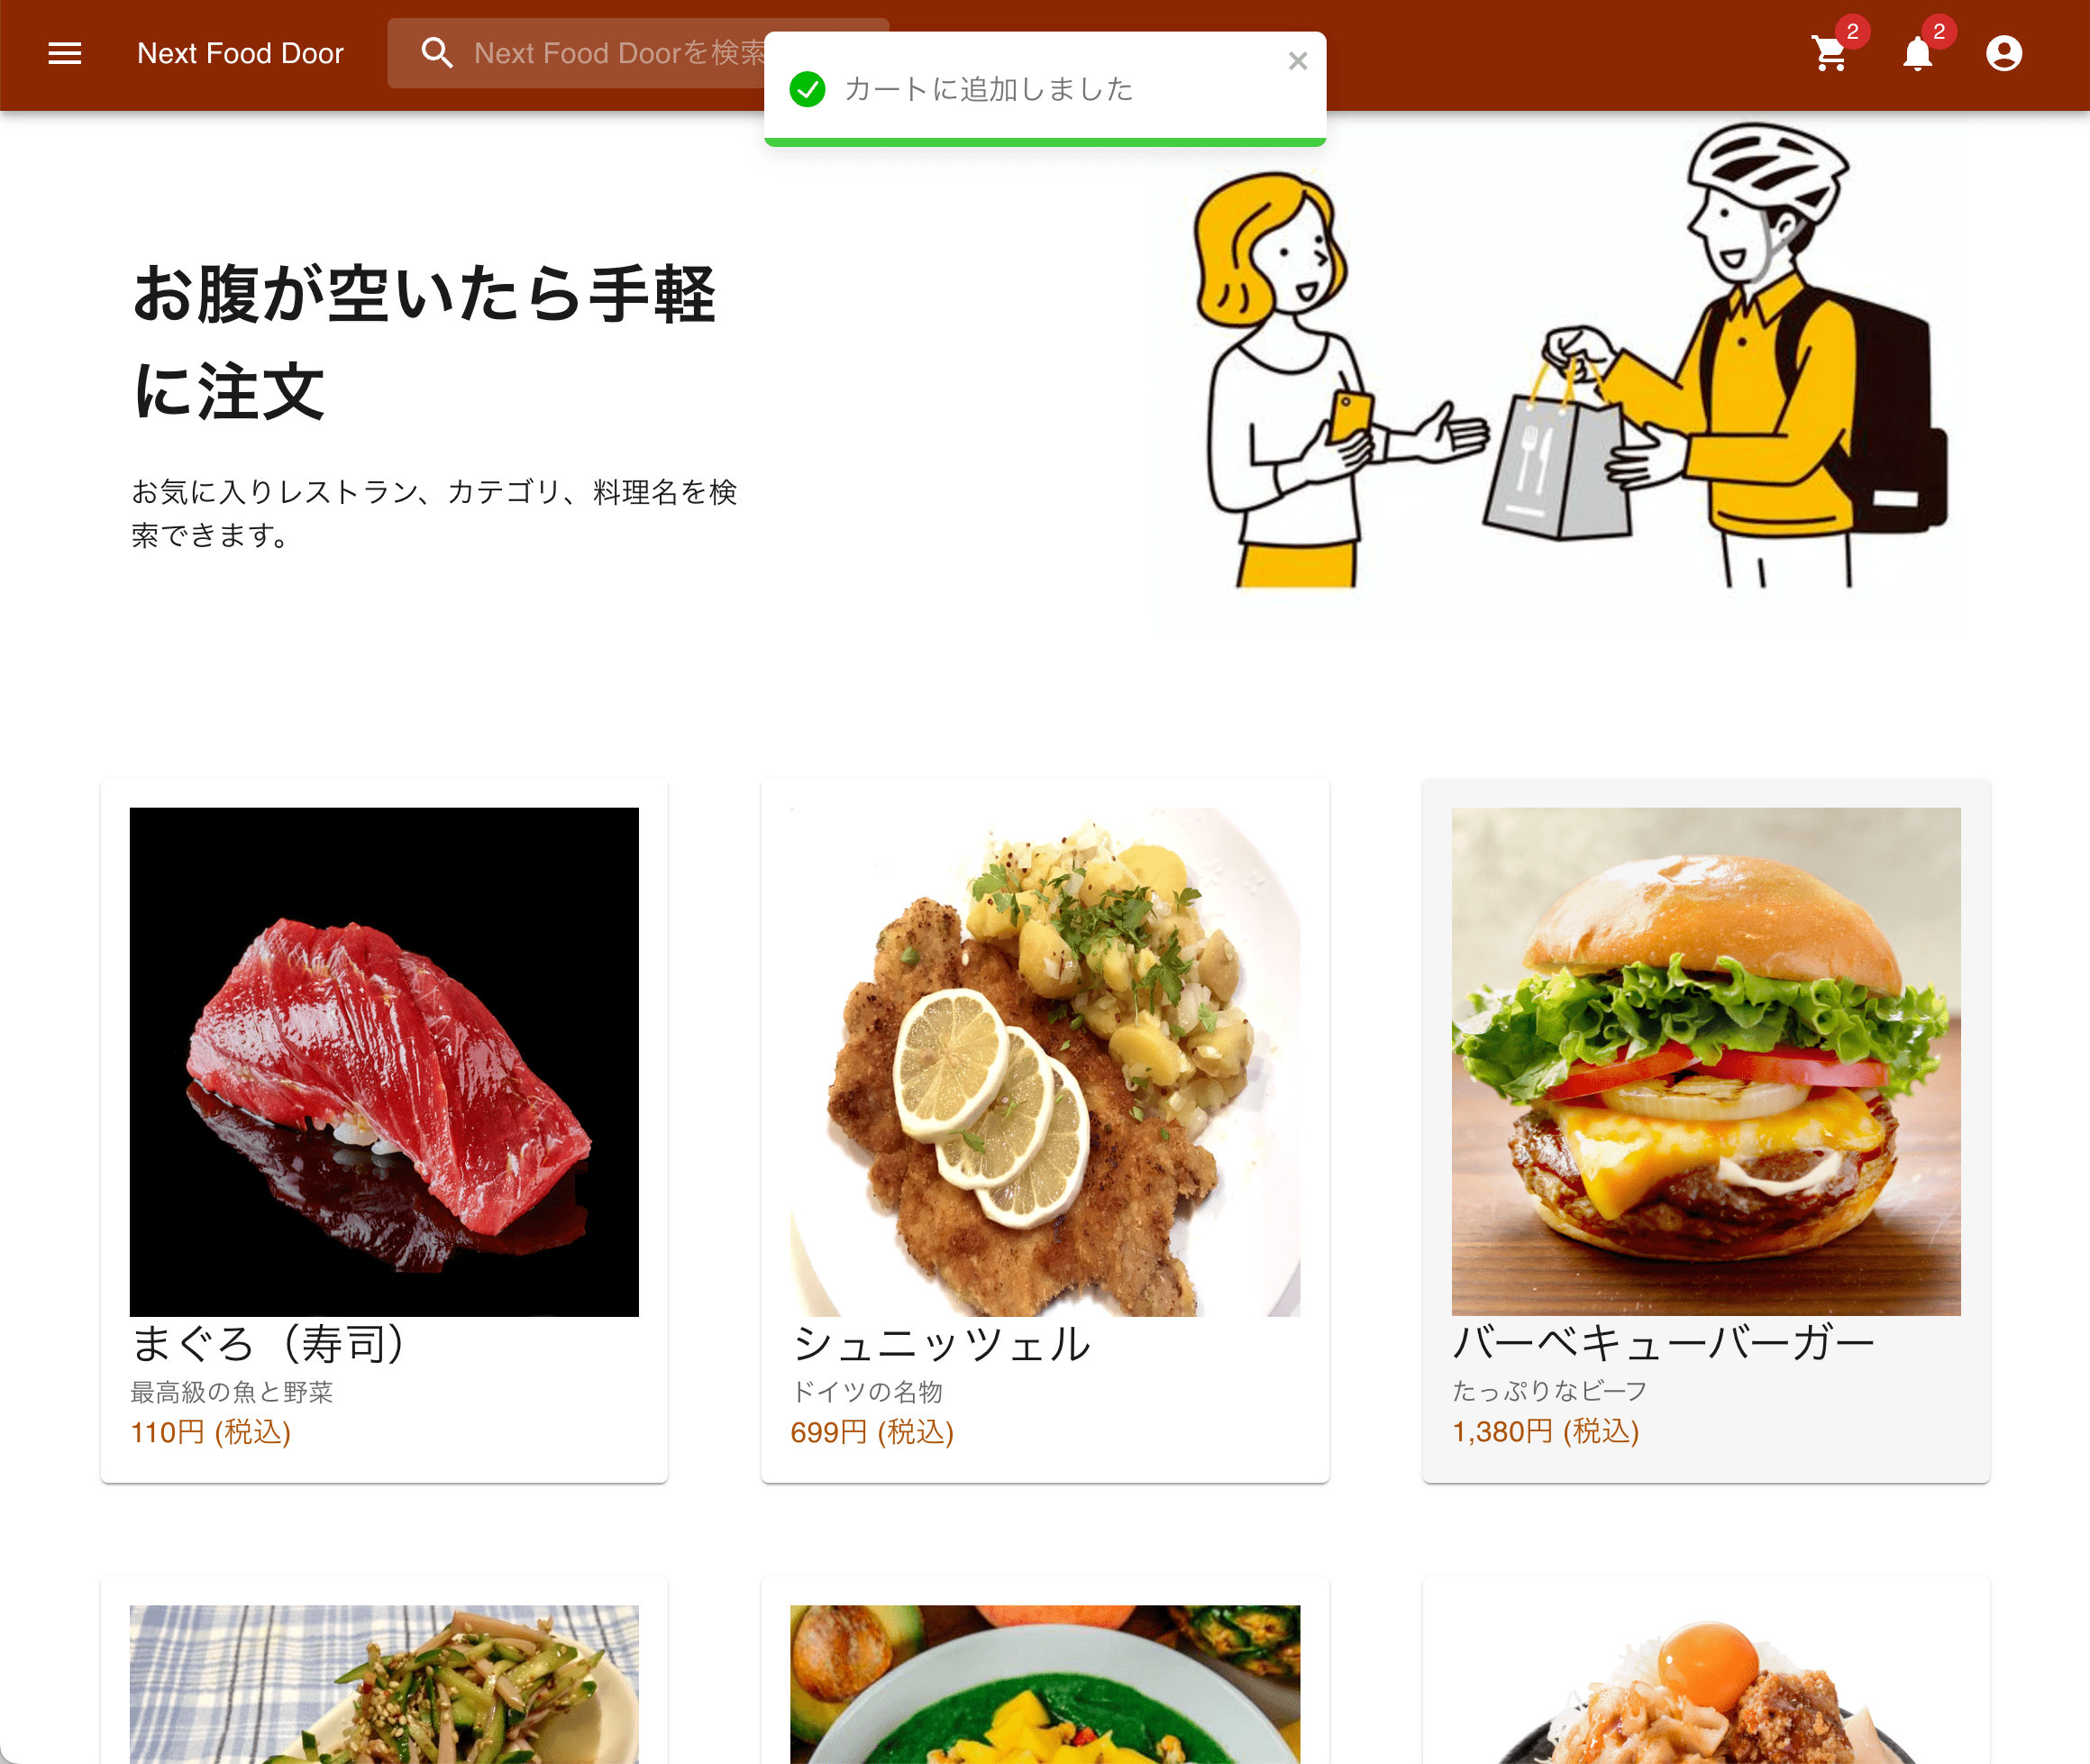 Next Food Door
Next Food Doorを検索
2
2
カートに追加しました
お腹が空いたら手軽
に注文
お気に入りレストラン、カテゴリ、料理名を検
索できます。
まぐろ（寿司）
最高級の魚と野菜
110円 (税込)
シュニッツェル
ドイツの名物
699円 (税込)
バーベキューバーガー
たっぷりなビーフ
1,380円 (税込)